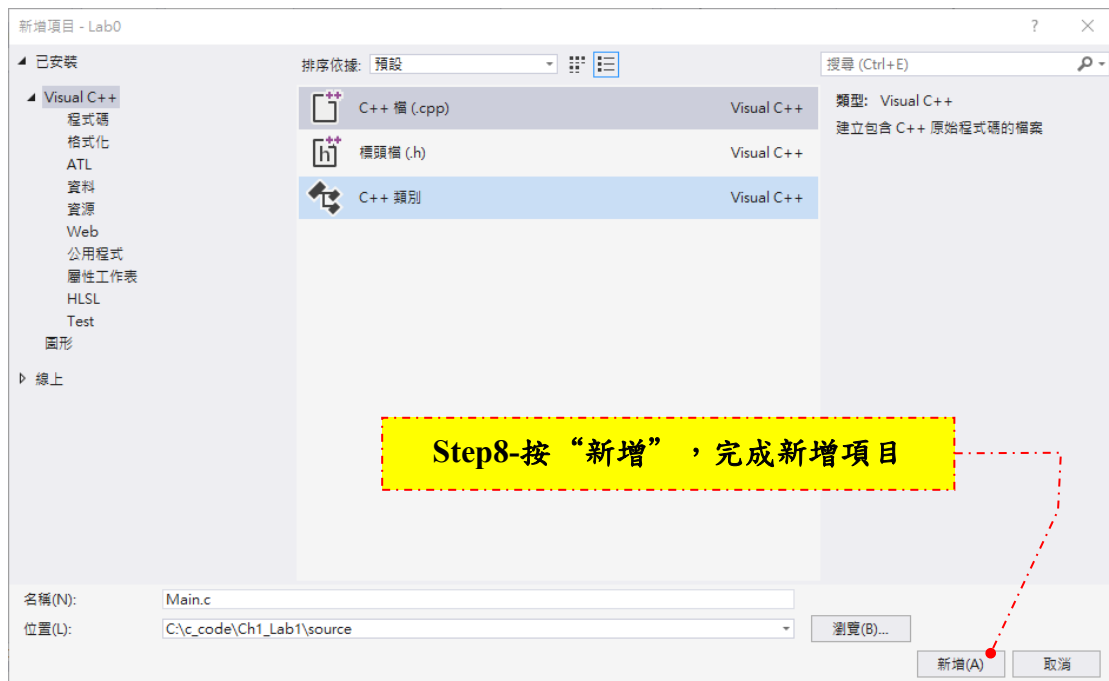 新增項目 - Lab0
?
已安裝
排序依據: 預設
搜尋 (Ctrl+E)
Visual C++
程式碼
格式化
ATL
資料
資源
Web
公用程式
屬性工作表
HLSL
Test
圖形
線上
C++ 檔 (.cpp) Visual C++
標頭檔 (.h) Visual C++
C++ 類別 Visual C++
類型: Visual C++
建立包含 C++ 原始程式碼的檔案
Step8-按“新增”，完成新增項目
名稱(N): Main.c
位置(L): C:\c_code\Ch1_Lab1\source 瀏覽(B)...
新增(A) 取消